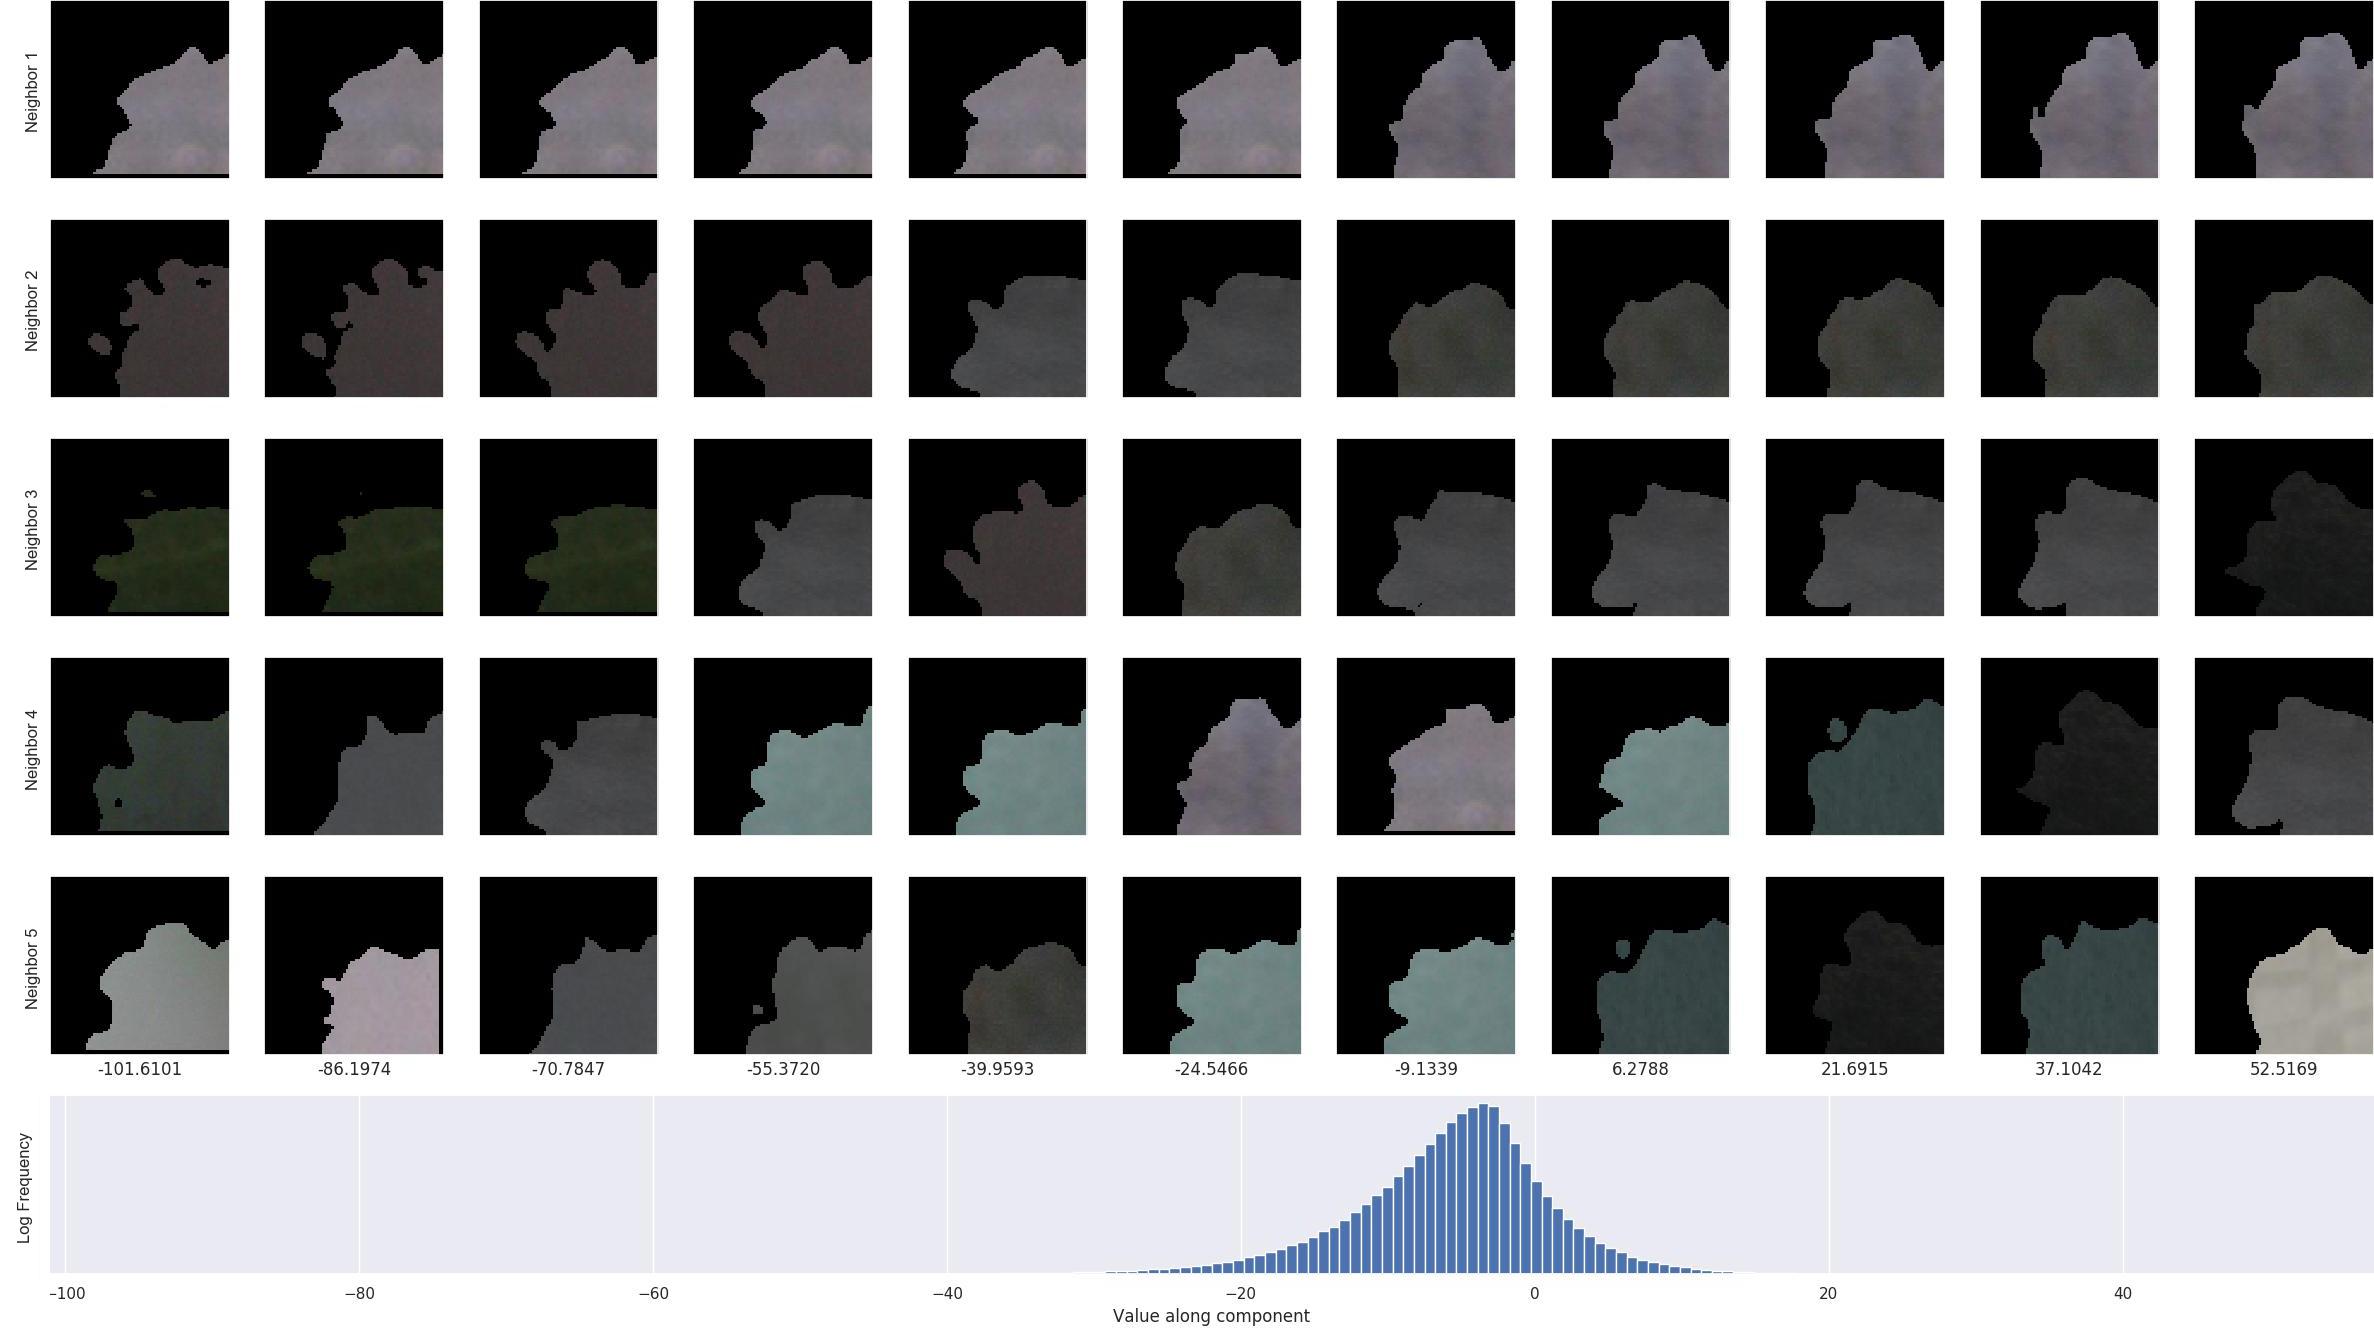 Neighbor 1
Neighbor 2
Neighbor 3
Neighbor 4
Neighbor 5
-101.6101 -86.1974 -70.7847 -55.3720 -39.9593 -24.5466 -9.1339 6.2788 21.6915 37.1042 52.5169
Log Frequency
−100 −80 −60 −40 −20 0 20 40
Value along component